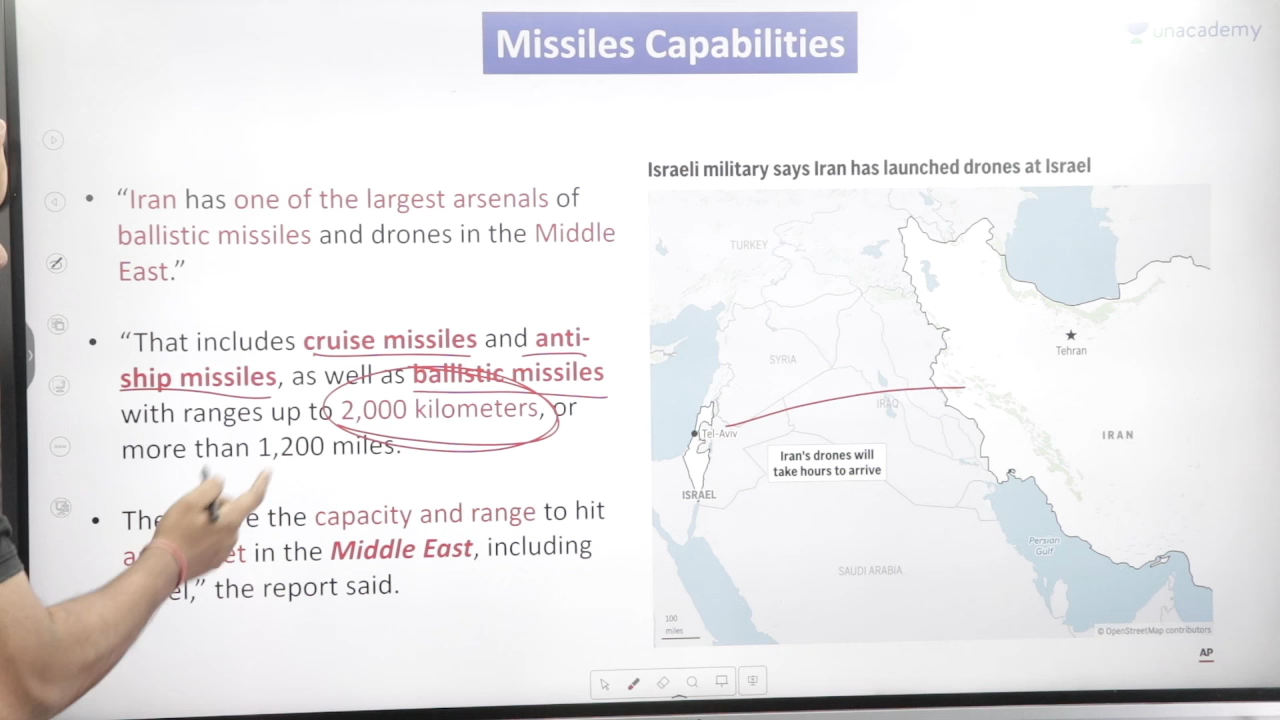 Missiles Capabilities
unacademy
• “Iran has one of the largest arsenals of
ballistic missiles and drones in the Middle
East.”
• “That includes cruise missiles and anti-
ship missiles, as well as ballistic missiles
with ranges up to 2,000 kilometers, or
more than 1,200 miles.
• the capacity and range to hit
in the Middle East, including
the report said.
Israeli military says Iran has launched drones at Israel
TURKEY
Tehran
SYRIA
IRAQ
Tel-Aviv
IRAN
Iran's drones will
take hours to arrive
ISRAEL
Persian
Gulf
SAUDI ARABIA
100
miles
© OpenStreetMap contributors
AP